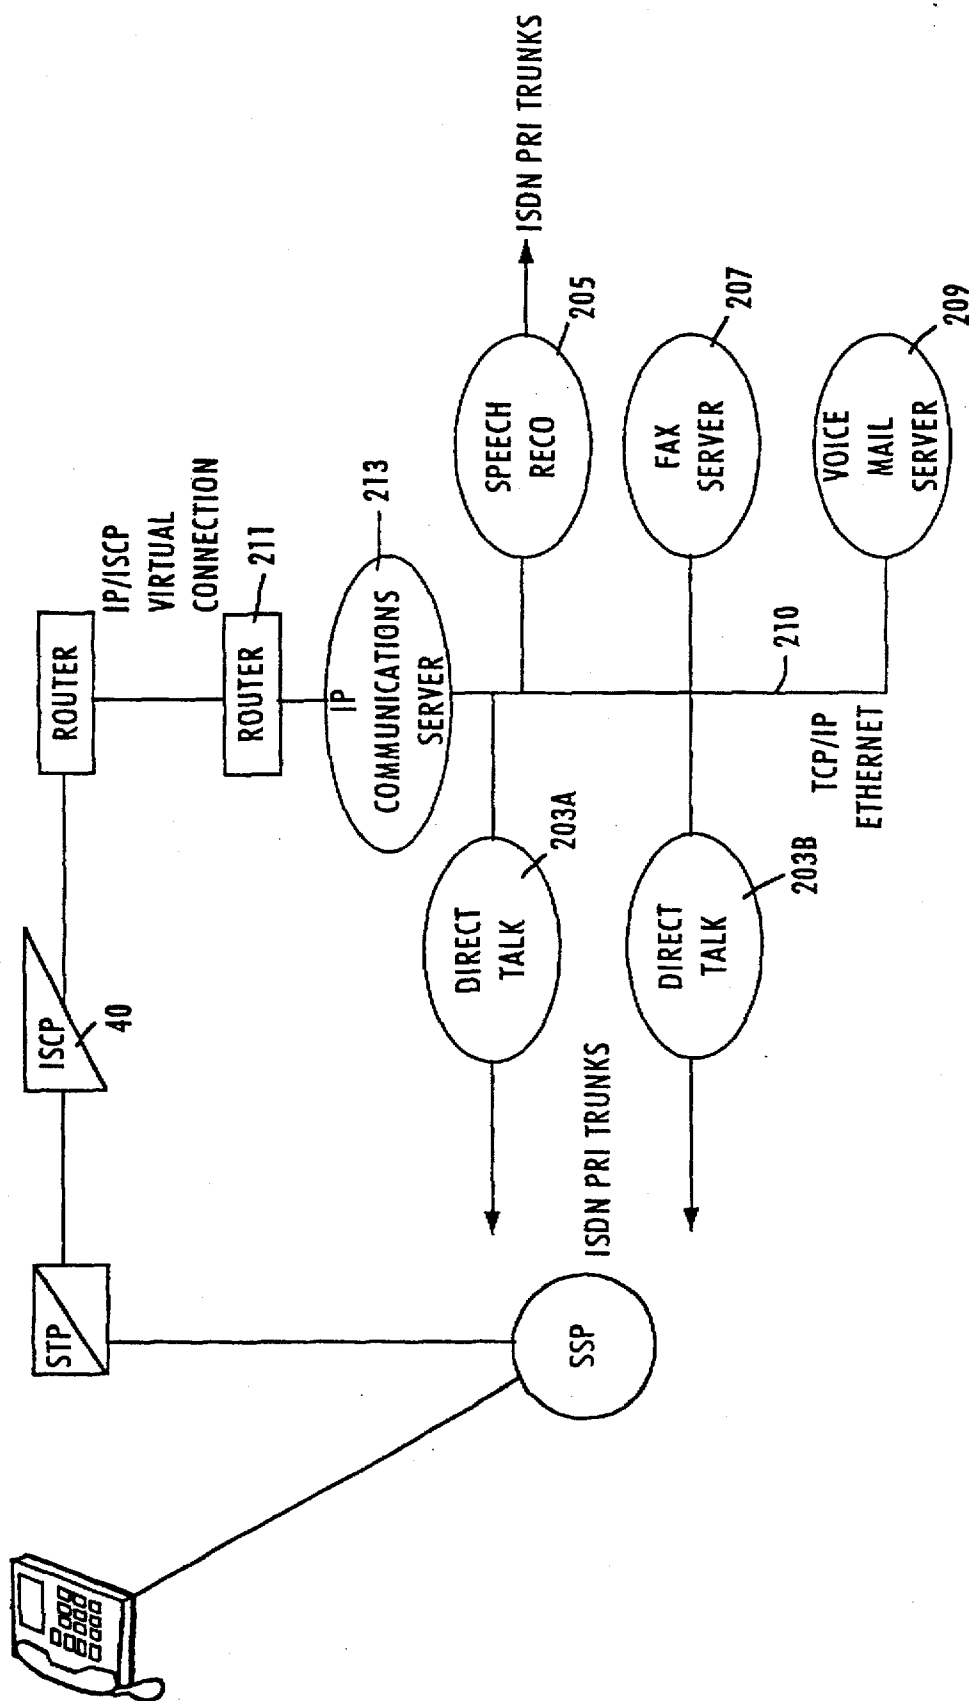 STP
ISCP
40
ROUTER
IP/ISCP
VIRTUAL
CONNECTION
ROUTER
211
IP
COMMUNICATIONS
SERVER
213
DIRECT
TALK
203A
SPEECH
RECO
205
ISDN PRI TRUNKS
SSP
ISDN PRI TRUNKS
DIRECT
TALK
203B
FAX
SERVER
207
TCP/IP
ETHERNET
210
VOICE
MAIL
SERVER
209